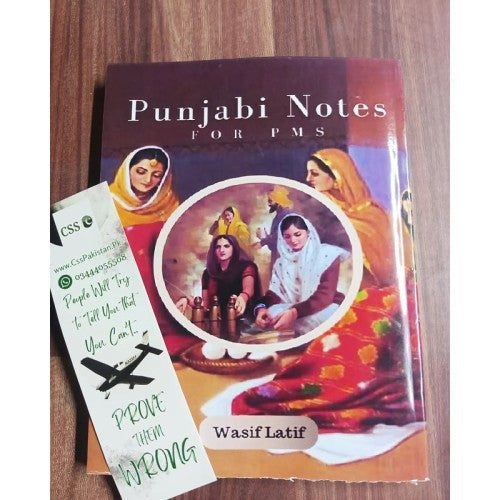 Punjabi Notes
FOR PMS
Wasif Latif
CSS
www.CssPakistan.Pk
03444055508
People Will Try
To Tell You That
You Can't...
PROVE
THEM
WRONG